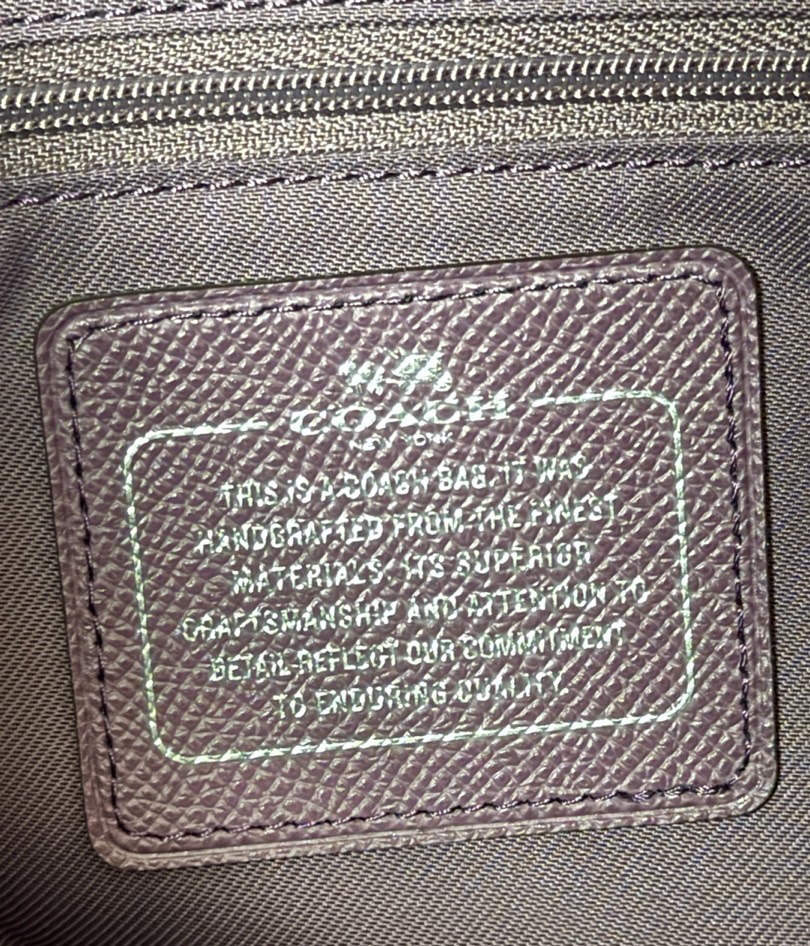 COACH
NEW YORK
THIS IS A COACH BAG. IT WAS
HANDCRAFTED FROM THE FINEST
MATERIALS. ITS SUPERIOR
CRAFTSMANSHIP AND ATTENTION TO
DETAIL REFLECT OUR COMMITMENT
TO ENDURING QUALITY.